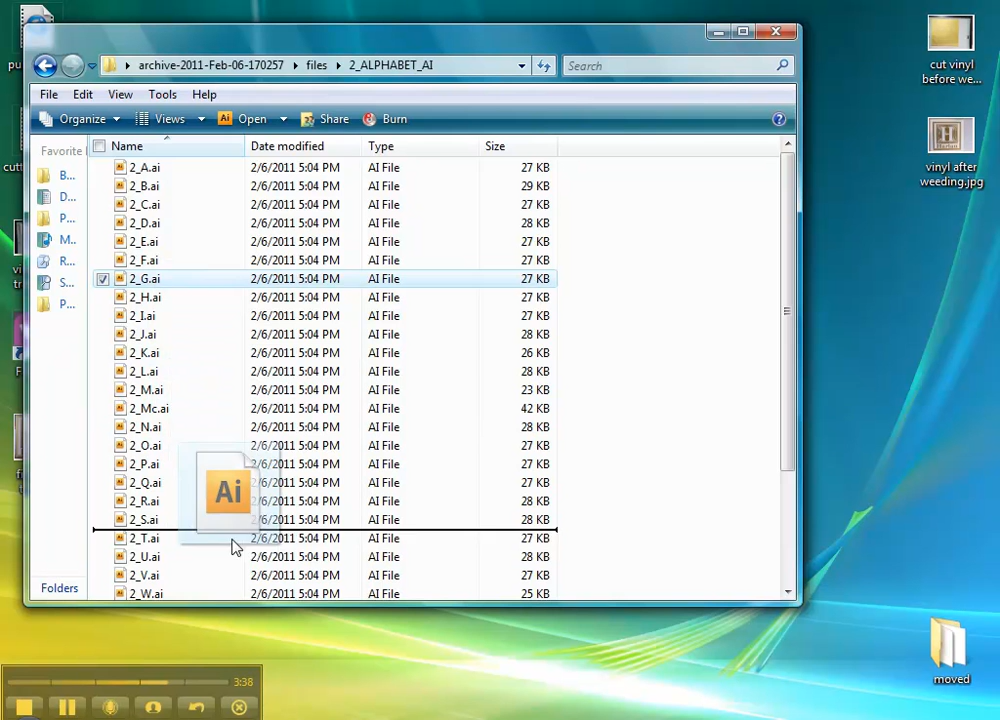 pu
archive-2011-Feb-06-170257 files 2_ALPHABET_AI Search
File Edit View Tools Help
Organize Views Ai Open Share Burn
Favorite Name Date modified Type Size
2_A.ai 2/6/2011 5:04 PM AI File 27 KB
B... 2_B.ai 2/6/2011 5:04 PM AI File 29 KB
D... 2_C.ai 2/6/2011 5:04 PM AI File 27 KB
P... 2_D.ai 2/6/2011 5:04 PM AI File 28 KB
M... 2_E.ai 2/6/2011 5:04 PM AI File 27 KB
R... 2_F.ai 2/6/2011 5:04 PM AI File 27 KB
S... 2_G.ai 2/6/2011 5:04 PM AI File 27 KB
P... 2_H.ai 2/6/2011 5:04 PM AI File 27 KB
2_I.ai 2/6/2011 5:04 PM AI File 27 KB
2_J.ai 2/6/2011 5:04 PM AI File 28 KB
2_K.ai 2/6/2011 5:04 PM AI File 26 KB
2_L.ai 2/6/2011 5:04 PM AI File 28 KB
2_M.ai 2/6/2011 5:04 PM AI File 23 KB
2_Mc.ai 2/6/2011 5:04 PM AI File 42 KB
2_N.ai 2/6/2011 5:04 PM AI File 28 KB
2_O.ai 2/6/2011 5:04 PM AI File 27 KB
2_P.ai 2/6/2011 5:04 PM AI File 27 KB
2_Q.ai 2/6/2011 5:04 PM AI File 27 KB
2_R.ai 2/6/2011 5:04 PM AI File 28 KB
2_S.ai 2/6/2011 5:04 PM AI File 28 KB
2_T.ai 2/6/2011 5:04 PM AI File 27 KB
2_U.ai 2/6/2011 5:04 PM AI File 28 KB
2_V.ai 2/6/2011 5:04 PM AI File 27 KB
2_W.ai 2/6/2011 5:04 PM AI File 25 KB
Ai
Folders
cut vinyl
before we...
H
vinyl after
weeding.jpg
moved
3:38